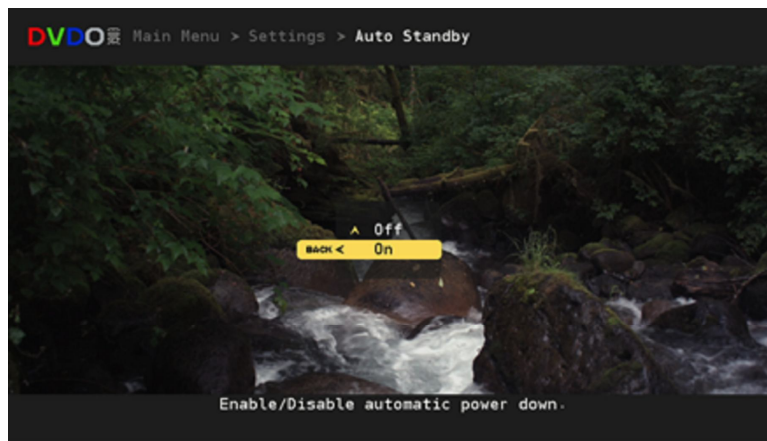 DVDO Main Menu > Settings > Auto Standby
Off
BACK < On
Enable/Disable automatic power down.